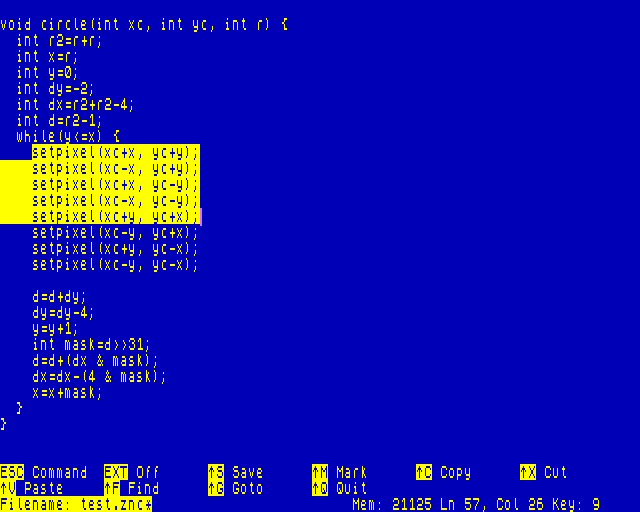 void circle(int xc, int yc, int r) {
  int r2=r+r;
  int x=r;
  int y=0;
  int dy=-2;
  int dx=r2+r2-4;
  int d=r2-1;
  while(y<=x) {
    setpixel(xc+x, yc+y);
    setpixel(xc-x, yc+y);
    setpixel(xc+x, yc-y);
    setpixel(xc-x, yc-y);
    setpixel(xc+y, yc+x);
    setpixel(xc-y, yc+x);
    setpixel(xc+y, yc-x);
    setpixel(xc-y, yc-x);
    d=d+dy;
    dy=dy-4;
    y=y+1;
    int mask=d>>31;
    d=d+(dx & mask);
    dx=dx-(4 & mask);
    x=x+mask;
  }
}
ESC Command  EXT Off  ↑S Save  ↑M Mark  ↑C Copy  ↑X Cut
↑V Paste  ↑F Find  ↑G Goto  ↑Q Quit
Filename: test.znc*  Mem: 21125 Ln 57, Col 26 Key: 9